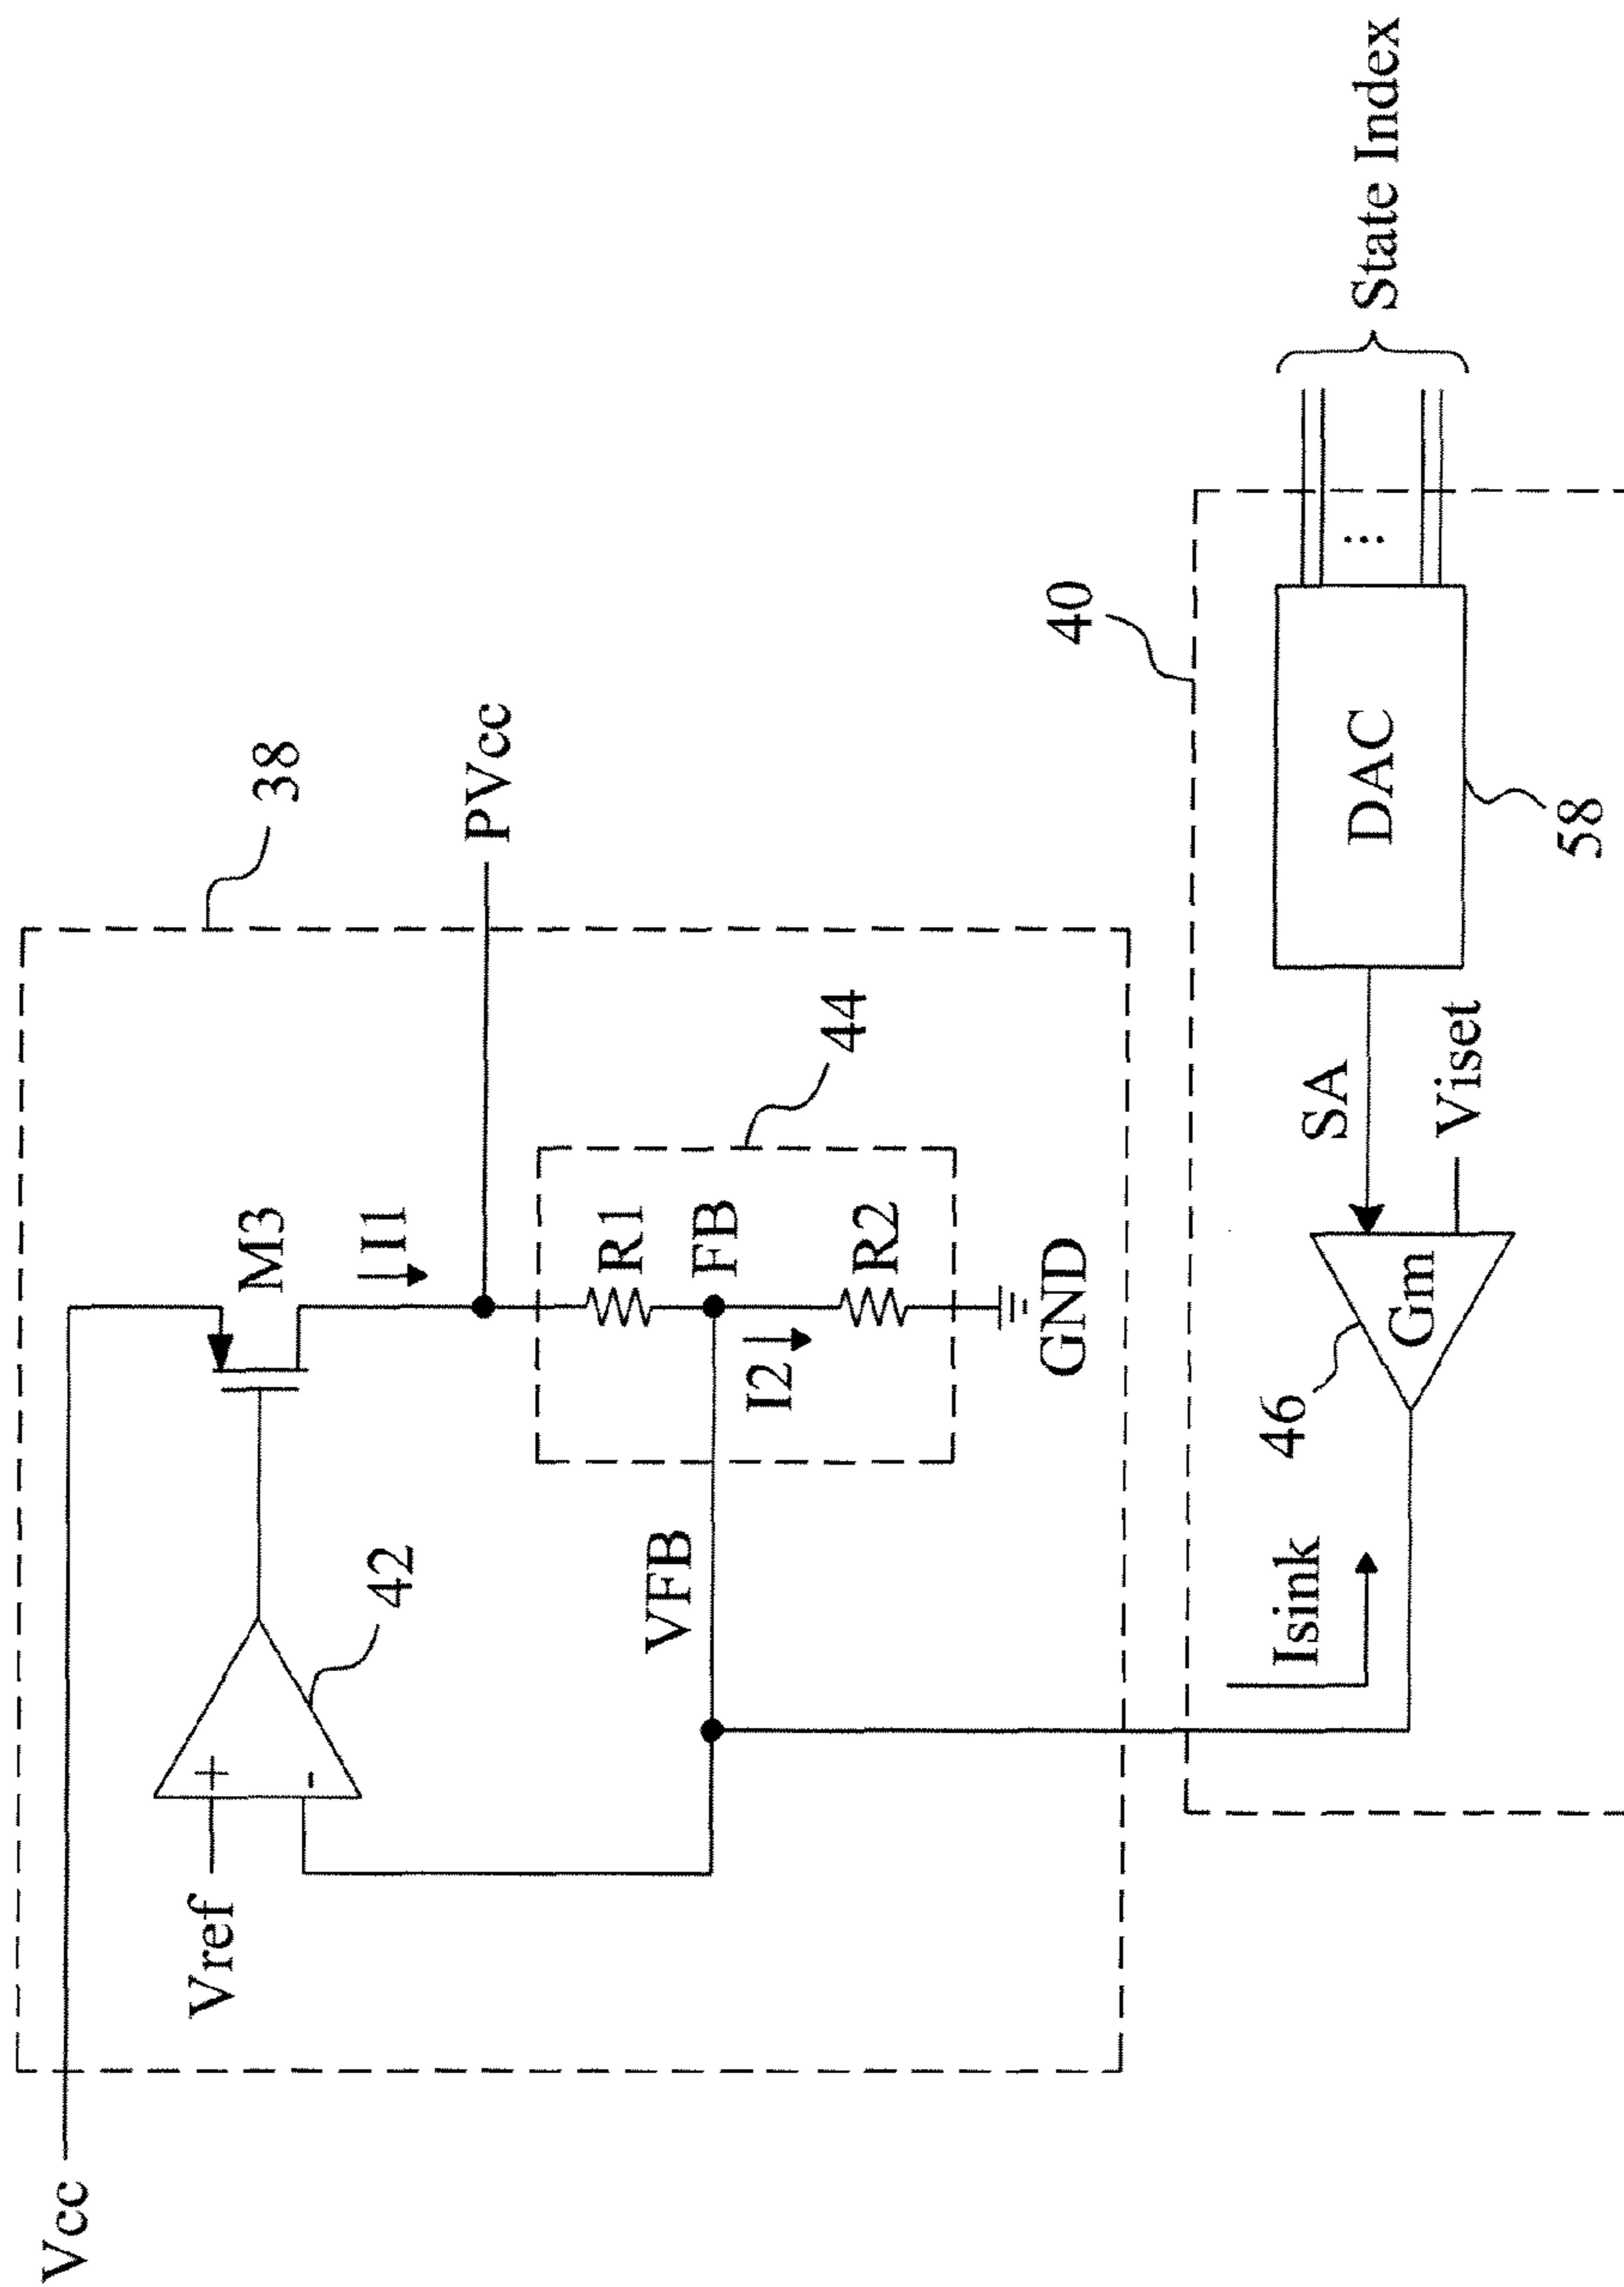 Vcc
38
M3
Vref
+
-
42
I1
PVcc
R1
44
VFB
FB
I2
R2
GND
40
Isink
46
Gm
SA
Viset
DAC
...
State Index
58